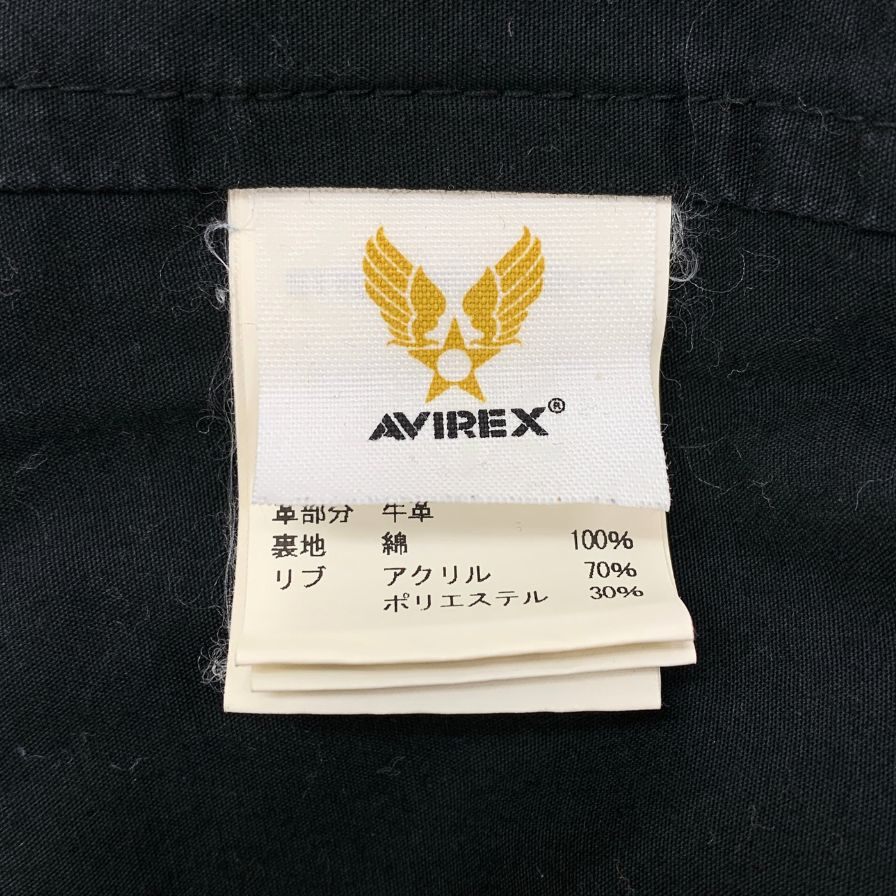 AVIREX®
革部分 牛革
裏地 綿 100%
リブ アクリル 70%
ポリエステル 30%